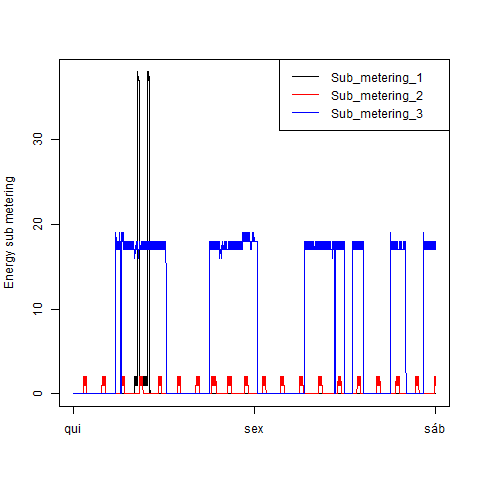 Sub_metering_1
Sub_metering_2
Sub_metering_3
Energy sub metering
30
20
10
0
qui sex sáb